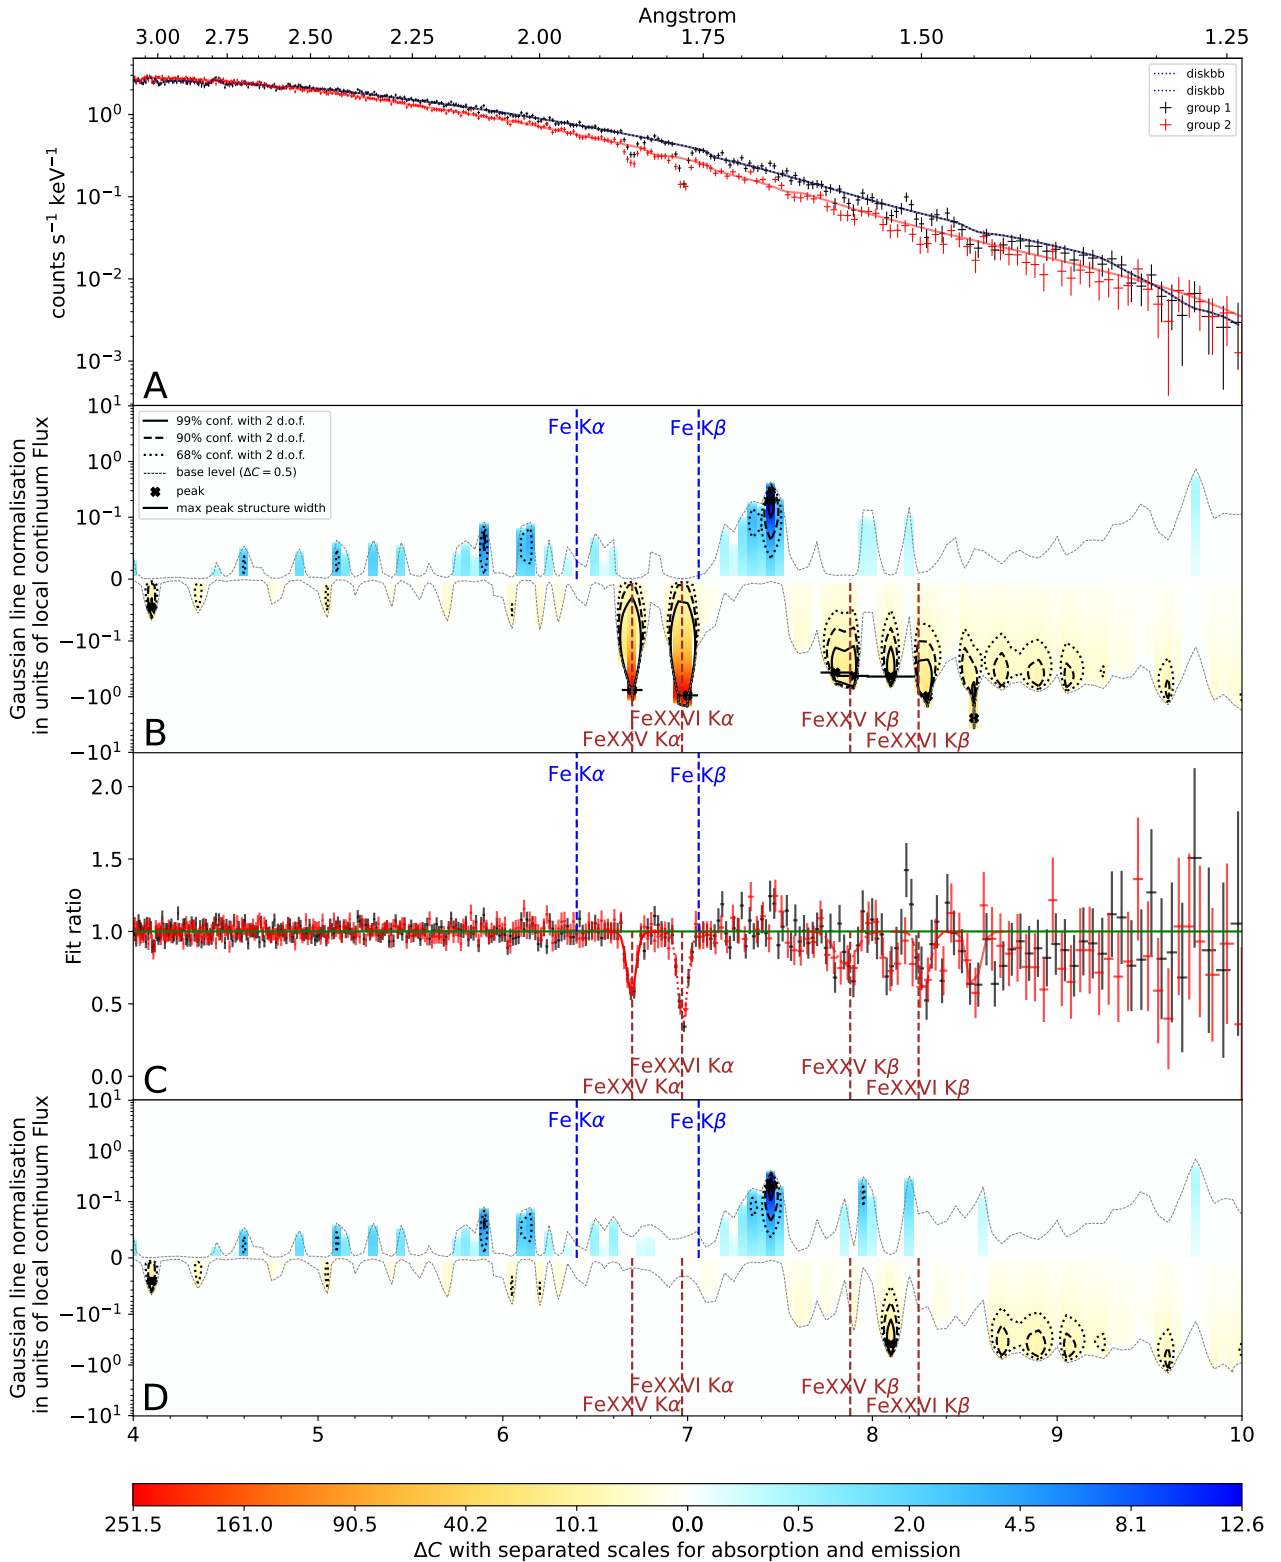 Angstrom
3.00 2.75 2.50 2.25 2.00 1.75 1.50 1.25
counts s⁻¹ keV⁻¹
10⁰
10⁻¹
10⁻²
10⁻³
diskbb
diskbb
group 1
group 2
A
Gaussian line normalisation
in units of local continuum Flux
10¹
10⁰
10⁻¹
0
−10⁻¹
−10⁰
−10¹
99% conf. with 2 d.o.f.
90% conf. with 2 d.o.f.
68% conf. with 2 d.o.f.
base level (ΔC = 0.5)
peak
max peak structure width
Fe Kα Fe Kβ
FeXXVI Kα FeXXV Kβ
FeXXV Kα FeXXVI Kβ
B
Fit ratio
2.0
1.5
1.0
0.5
0.0
Fe Kα Fe Kβ
FeXXVI Kα FeXXV Kβ
FeXXV Kα FeXXVI Kβ
C
Gaussian line normalisation
in units of local continuum Flux
10¹
10⁰
10⁻¹
0
−10⁻¹
−10⁰
−10¹
Fe Kα Fe Kβ
FeXXVI Kα FeXXV Kβ
FeXXV Kα FeXXVI Kβ
D
4 5 6 7 8 9 10
251.5 161.0 90.5 40.2 10.1 0.0 0.5 2.0 4.5 8.1 12.6
ΔC with separated scales for absorption and emission